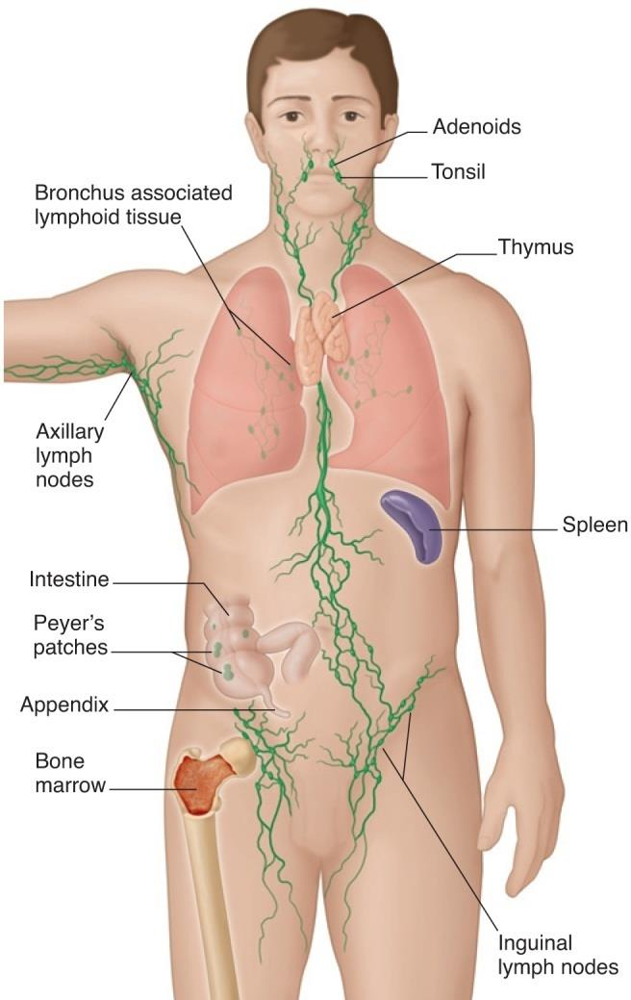 Adenoids
Tonsil
Bronchus associated
lymphoid tissue
Thymus
Axillary
lymph
nodes
Spleen
Intestine
Peyer's
patches
Appendix
Bone
marrow
Inguinal
lymph nodes